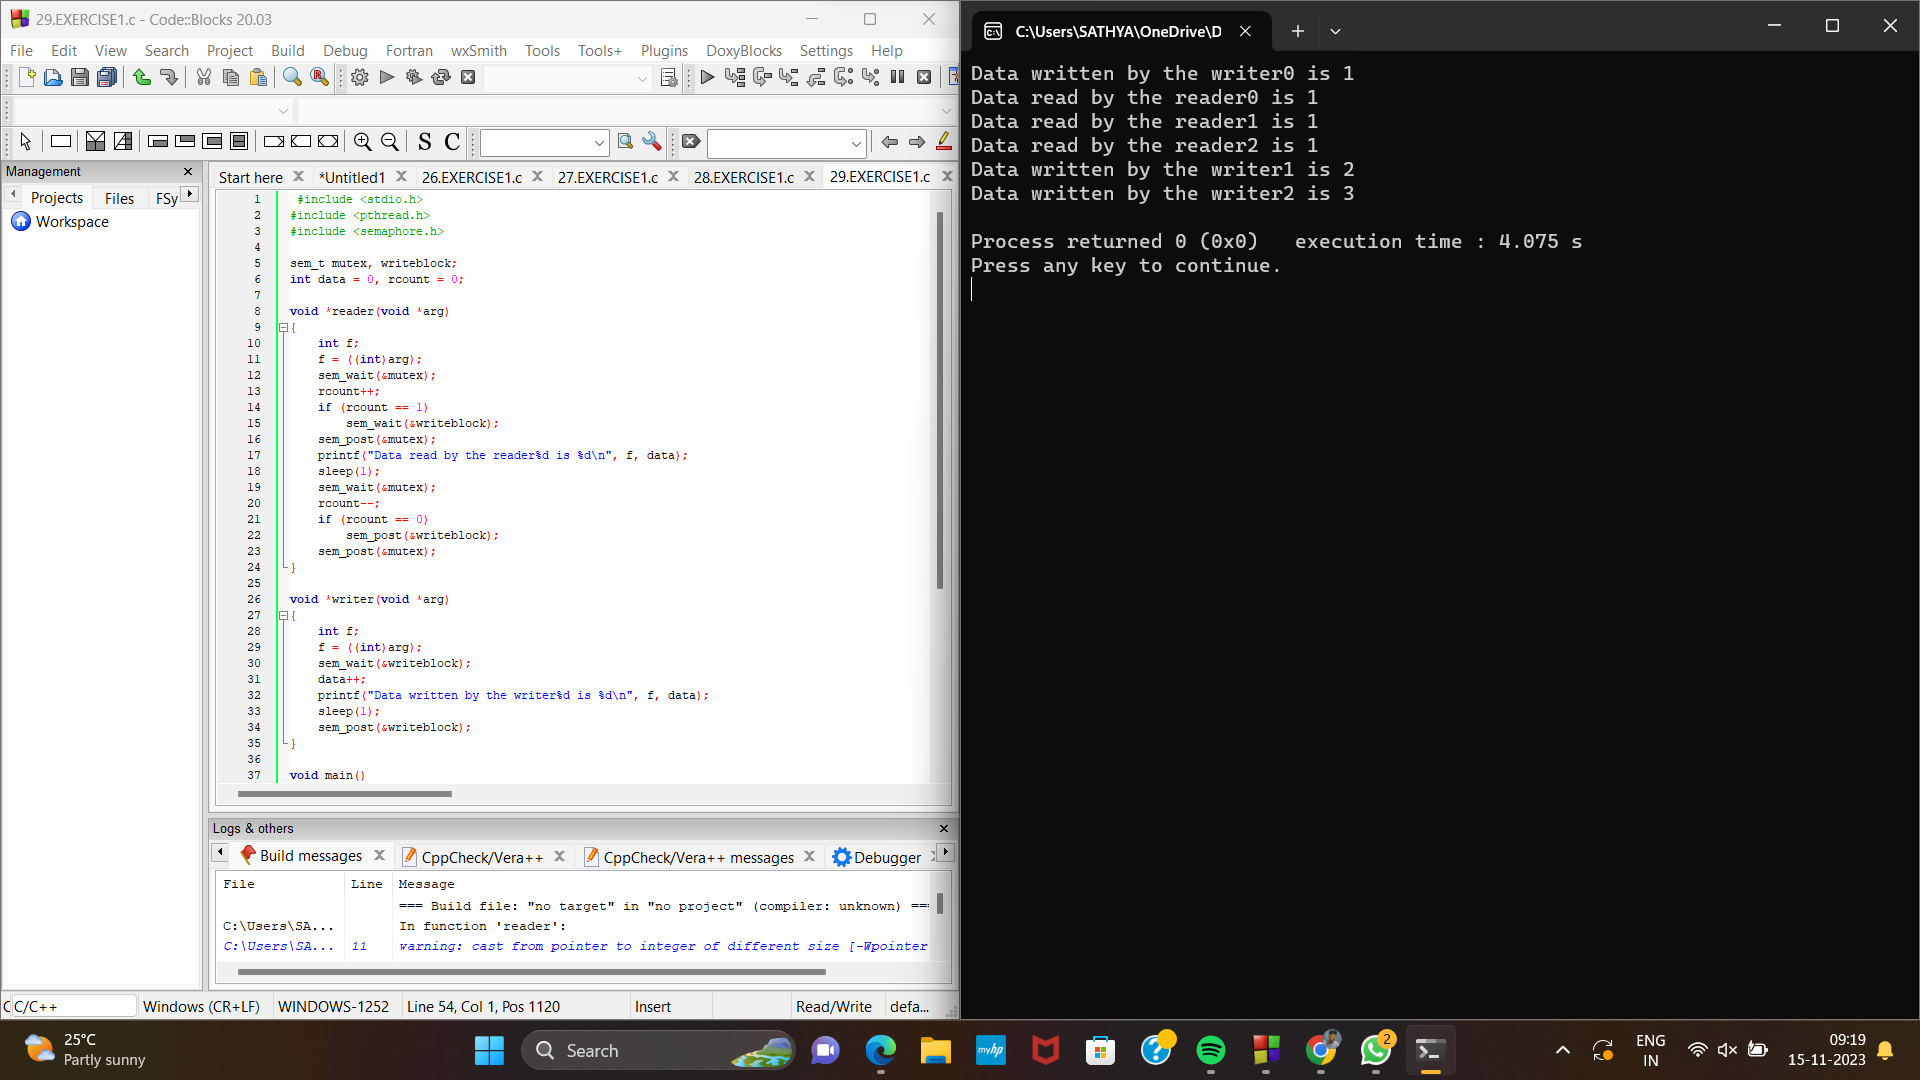 29.EXERCISE1.c - Code::Blocks 20.03
File Edit View Search Project Build Debug Fortran wxSmith Tools Tools+ Plugins DoxyBlocks Settings Help
S C
Management
Projects Files FSy
Workspace
Start here *Untitled1 26.EXERCISE1.c 27.EXERCISE1.c 28.EXERCISE1.c 29.EXERCISE1.c
1 #include <stdio.h>
2 #include <pthread.h>
3 #include <semaphore.h>
4
5 sem_t mutex, writeblock;
6 int data = 0, rcount = 0;
7
8 void *reader(void *arg)
9 {
10 int f;
11 f = ((int)arg);
12 sem_wait(&mutex);
13 rcount++;
14 if (rcount == 1)
15 sem_wait(&writeblock);
16 sem_post(&mutex);
17 printf("Data read by the reader%d is %d\n", f, data);
18 sleep(1);
19 sem_wait(&mutex);
20 rcount--;
21 if (rcount == 0)
22 sem_post(&writeblock);
23 sem_post(&mutex);
24 }
25
26 void *writer(void *arg)
27 {
28 int f;
29 f = ((int)arg);
30 sem_wait(&writeblock);
31 data++;
32 printf("Data written by the writer%d is %d\n", f, data);
33 sleep(1);
34 sem_post(&writeblock);
35 }
36
37 void main()
Logs & others
Build messages CppCheck/Vera++ CppCheck/Vera++ messages Debugger
File Line Message
=== Build file: "no target" in "no project" (compiler: unknown) ===
C:\Users\SA... In function 'reader':
C:\Users\SA... 11 warning: cast from pointer to integer of different size [-Wpointer
C C/C++ Windows (CR+LF) WINDOWS-1252 Line 54, Col 1, Pos 1120 Insert Read/Write defa...
C:\Users\SATHYA\OneDrive\D
Data written by the writer0 is 1
Data read by the reader0 is 1
Data read by the reader1 is 1
Data read by the reader2 is 1
Data written by the writer1 is 2
Data written by the writer2 is 3
Process returned 0 (0x0) execution time : 4.075 s
Press any key to continue.
25°C
Partly sunny
Search
myhp
2
ENG
IN
09:19
15-11-2023